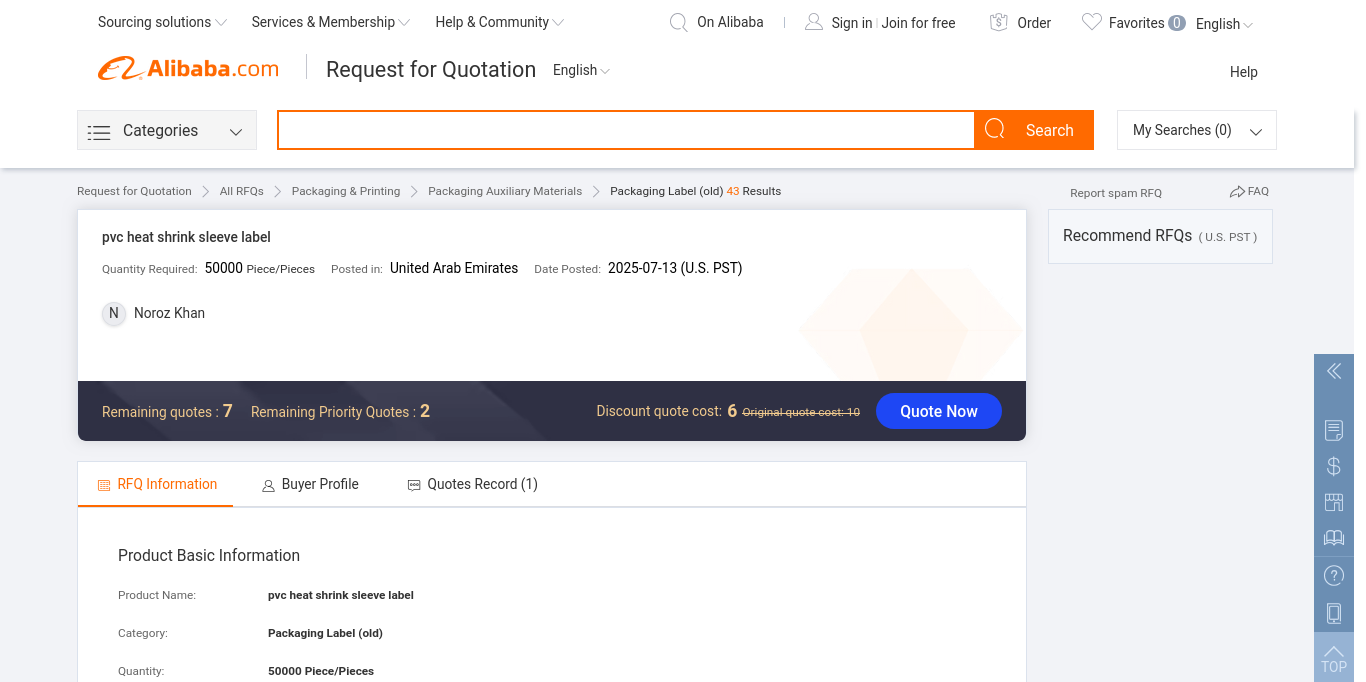 Sourcing solutions Services & Membership Help & Community On Alibaba Sign in Join for free Order Favorites 0 English
Alibaba.com Request for Quotation English Help
Categories Search My Searches (0)
Request for Quotation All RFQs Packaging & Printing Packaging Auxiliary Materials Packaging Label (old) 43 Results Report spam RFQ FAQ
pvc heat shrink sleeve label
Recommend RFQs ( U.S. PST )
Quantity Required: 50000 Piece/Pieces Posted in: United Arab Emirates Date Posted: 2025-07-13 (U.S. PST)
N Noroz Khan
Remaining quotes : 7 Remaining Priority Quotes : 2 Discount quote cost: 6 Original quote cost: 10 Quote Now
RFQ Information Buyer Profile Quotes Record (1)
Product Basic Information
Product Name: pvc heat shrink sleeve label
Category: Packaging Label (old)
Quantity: 50000 Piece/Pieces
TOP